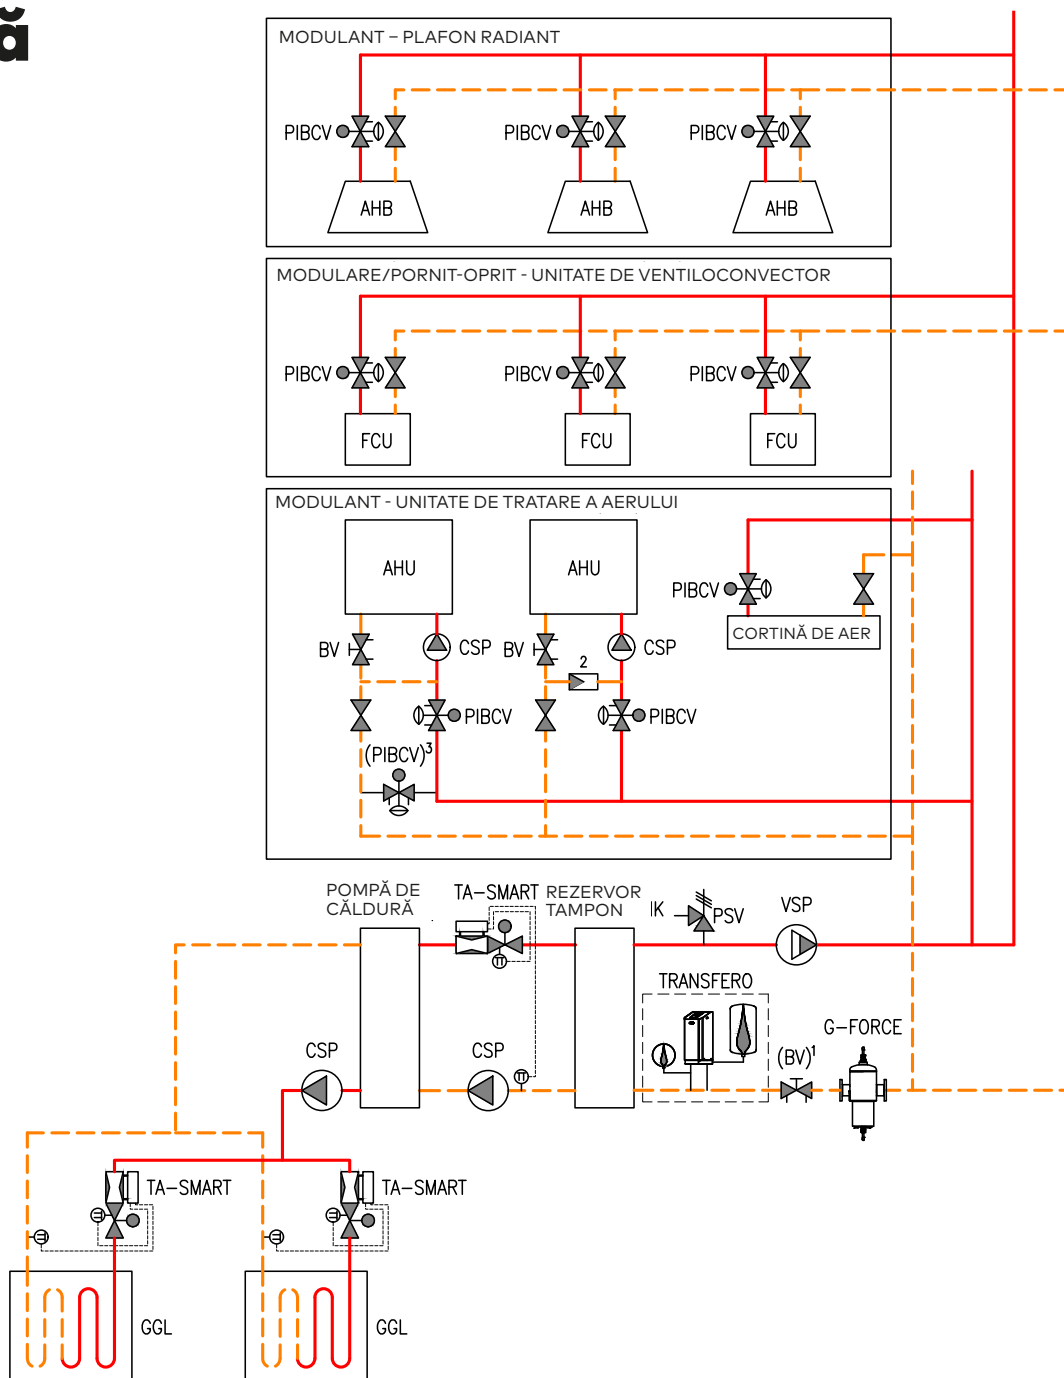 ă
MODULANT – PLAFON RADIANT
PIBCV
PIBCV
PIBCV
AHB
AHB
AHB
MODULARE/PORNIT-OPRIT - UNITATE DE VENTILOCONVECTOR
PIBCV
PIBCV
PIBCV
FCU
FCU
FCU
MODULANT - UNITATE DE TRATARE A AERULUI
AHU
AHU
PIBCV
CORTINĂ DE AER
BV
CSP
BV
CSP
2
PIBCV
PIBCV
(PIBCV)³
POMPĂ DE
CĂLDURĂ
TA-SMART
REZERVOR
TAMPON
IK
PSV
VSP
TRANSFERO
G-FORCE
(BV)¹
CSP
CSP
TA-SMART
TA-SMART
GGL
GGL